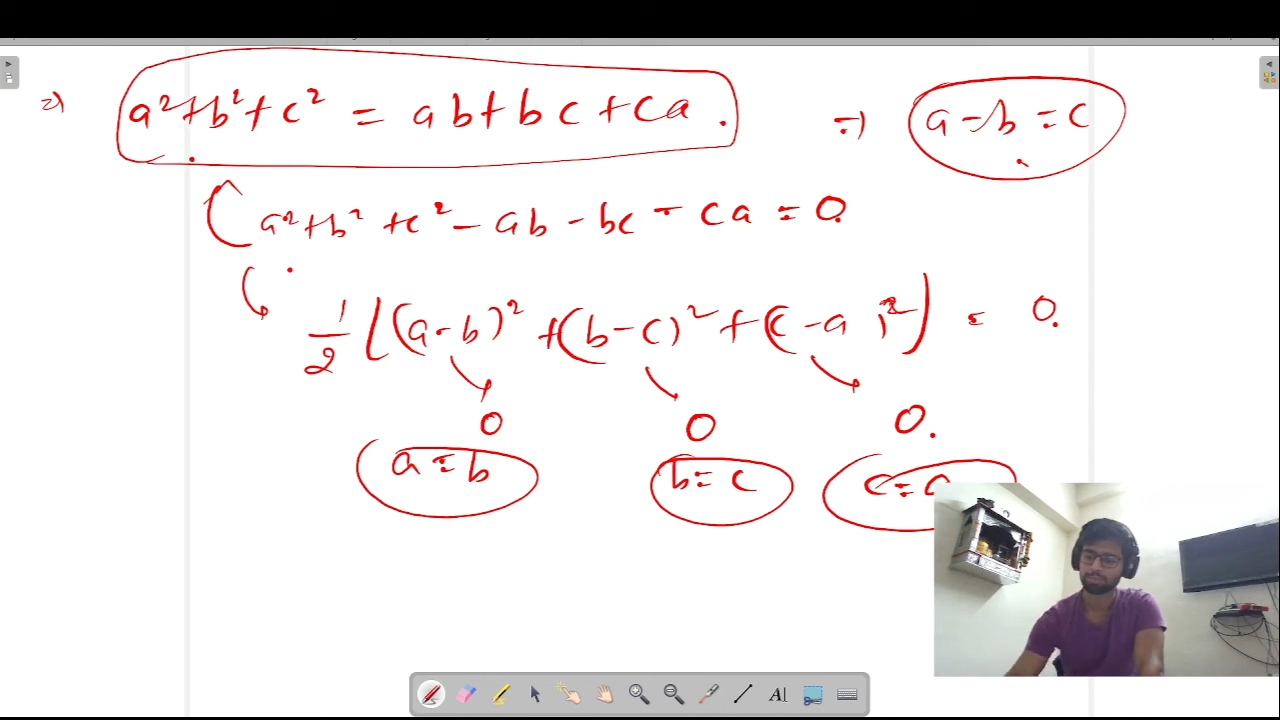 ⇒ a²+b²+c² = ab+bc+ca. ⇒ a=b=c
a²+b²+c²-ab-bc-ca=0.
1/2 [(a-b)²+(b-c)²+(c-a)²] = 0.
0 0 0.
a=b b=c c=a
AI